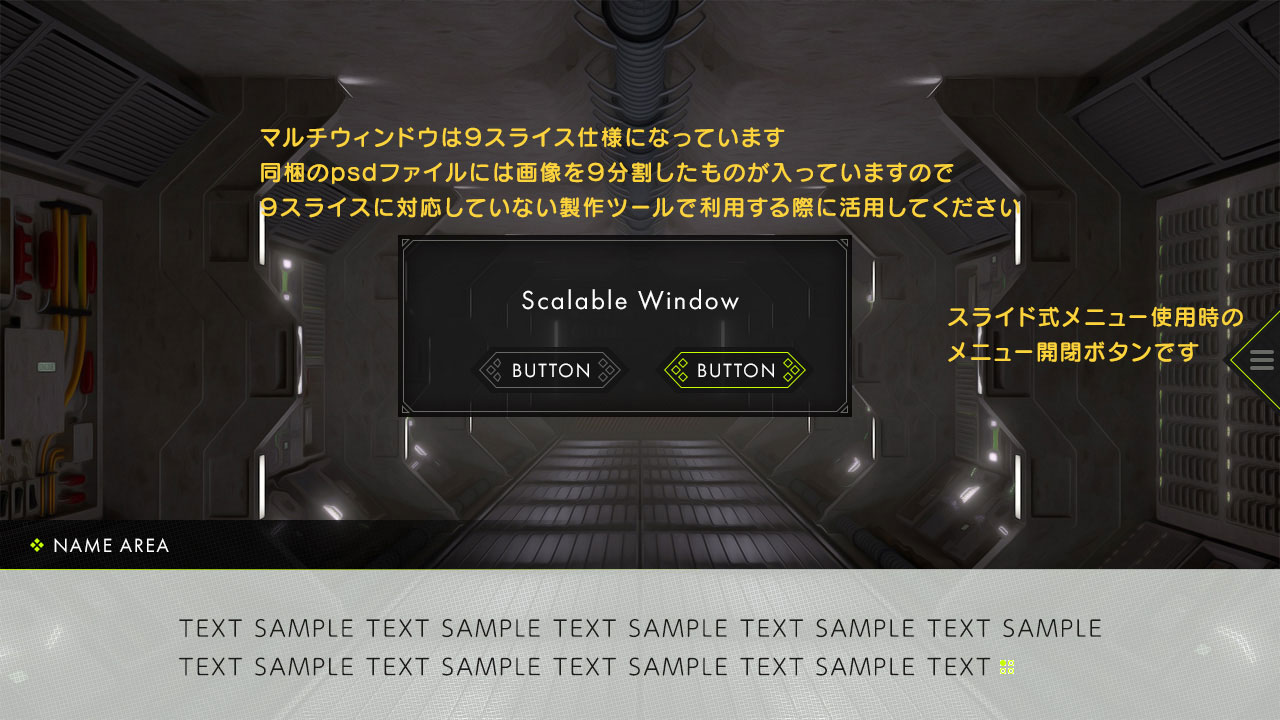 マルチウィンドウは9スライス仕様になっています
同梱のpsdファイルには画像を9分割したものが入っていますので
9スライスに対応していない製作ツールで利用する際に活用してください
Scalable Window
BUTTON BUTTON
スライド式メニュー使用時の
メニュー開閉ボタンです
NAME AREA
TEXT SAMPLE TEXT SAMPLE TEXT SAMPLE TEXT SAMPLE TEXT SAMPLE
TEXT SAMPLE TEXT SAMPLE TEXT SAMPLE TEXT SAMPLE TEXT